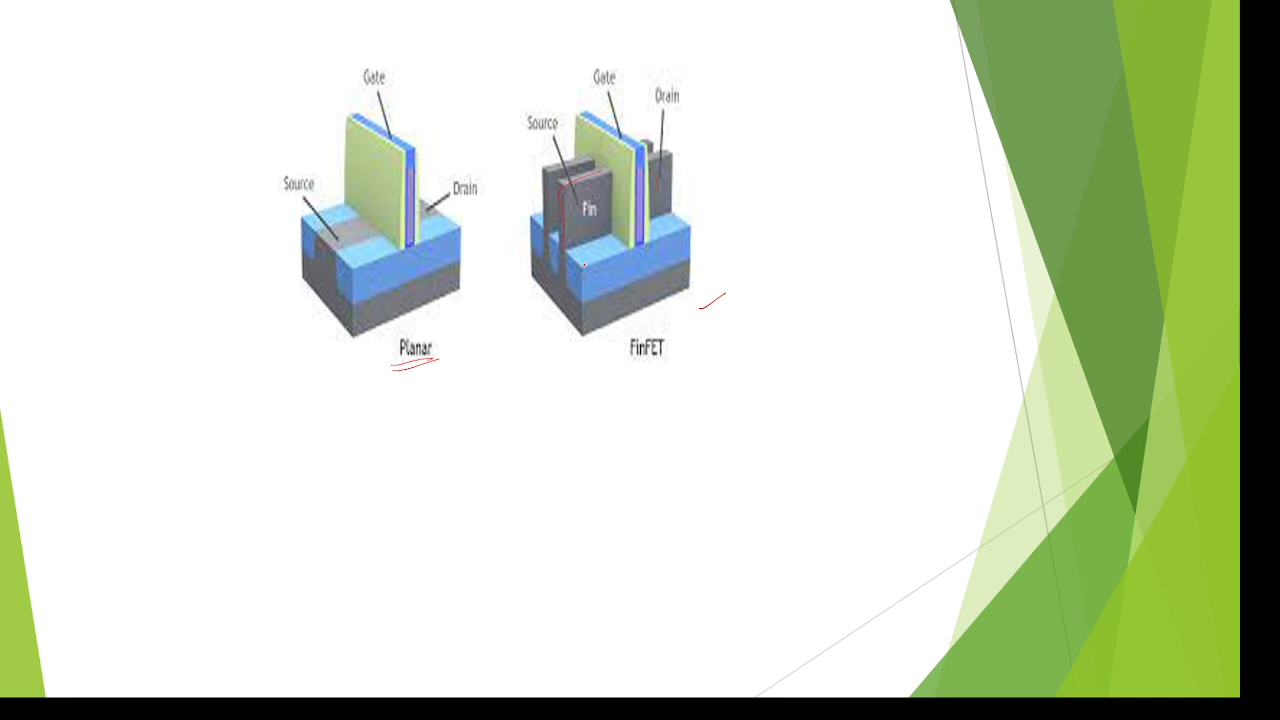 Gate
Source
Drain
Planar
Gate
Drain
Source
Fin
FinFET